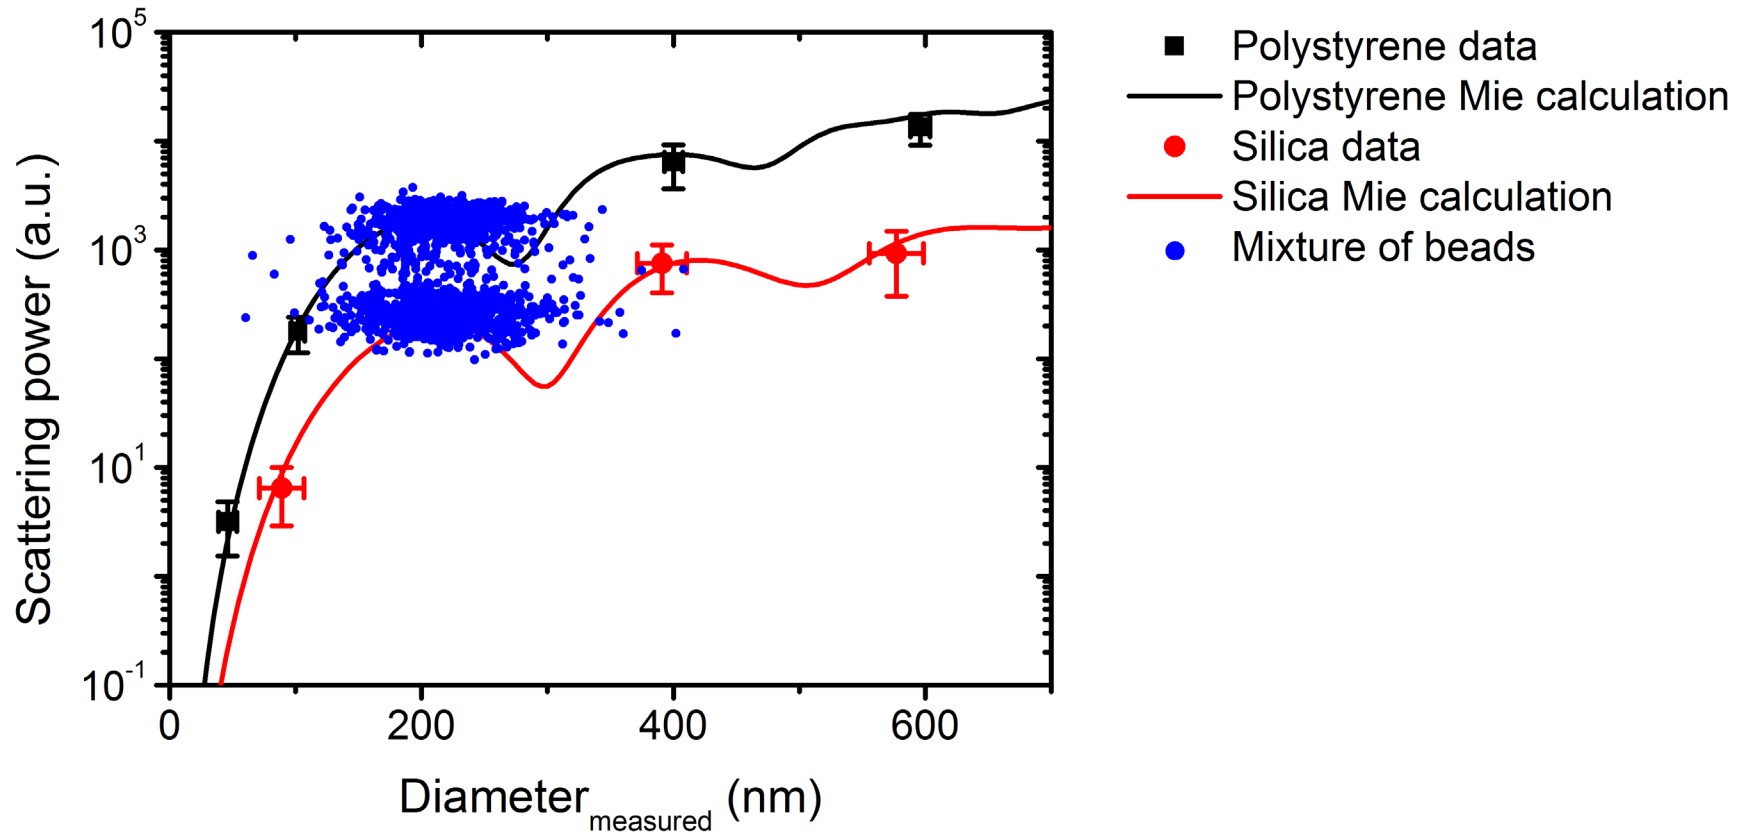 10^5
10^3
10^1
10^-1
Scattering power (a.u.)
0 200 400 600
Diameter_measured (nm)
Polystyrene data
Polystyrene Mie calculation
Silica data
Silica Mie calculation
Mixture of beads